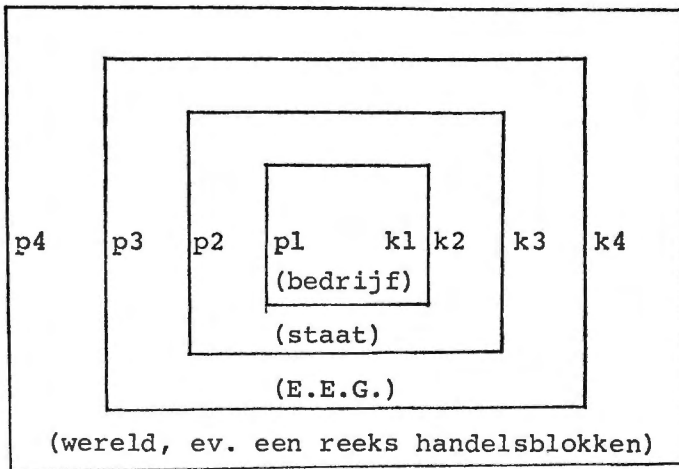 p4 p3 p2 p1 k1 k2 k3 k4
(bedrijf)
(staat)
(E.E.G.)
(wereld, ev. een reeks handelsblokken)